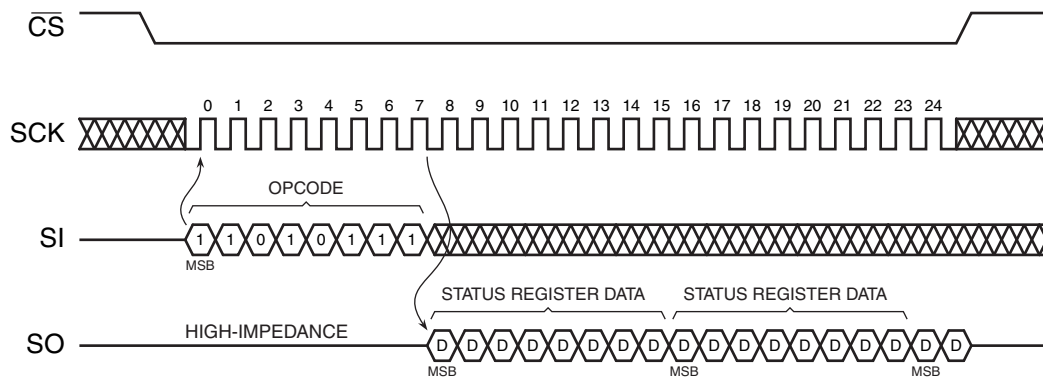 CS
0 1 2 3 4 5 6 7 8 9 10 11 12 13 14 15 16 17 18 19 20 21 22 23 24
SCK
OPCODE
SI 1 1 0 1 0 1 1 1
MSB
STATUS REGISTER DATA STATUS REGISTER DATA
HIGH-IMPEDANCE
SO D D D D D D D D D D D D D D D D D D
MSB MSB MSB